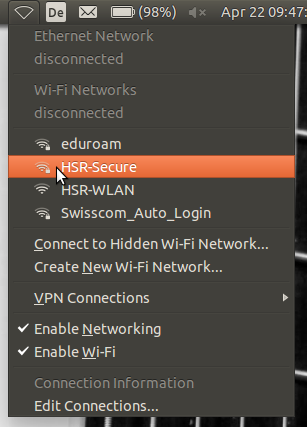 De (98%) Apr 22 09:47:
Ethernet Network
disconnected
Wi-Fi Networks
disconnected
eduroam
HSR-Secure
HSR-WLAN
Swisscom_Auto_Login
Connect to Hidden Wi-Fi Network...
Create New Wi-Fi Network...
VPN Connections
Enable Networking
Enable Wi-Fi
Connection Information
Edit Connections...